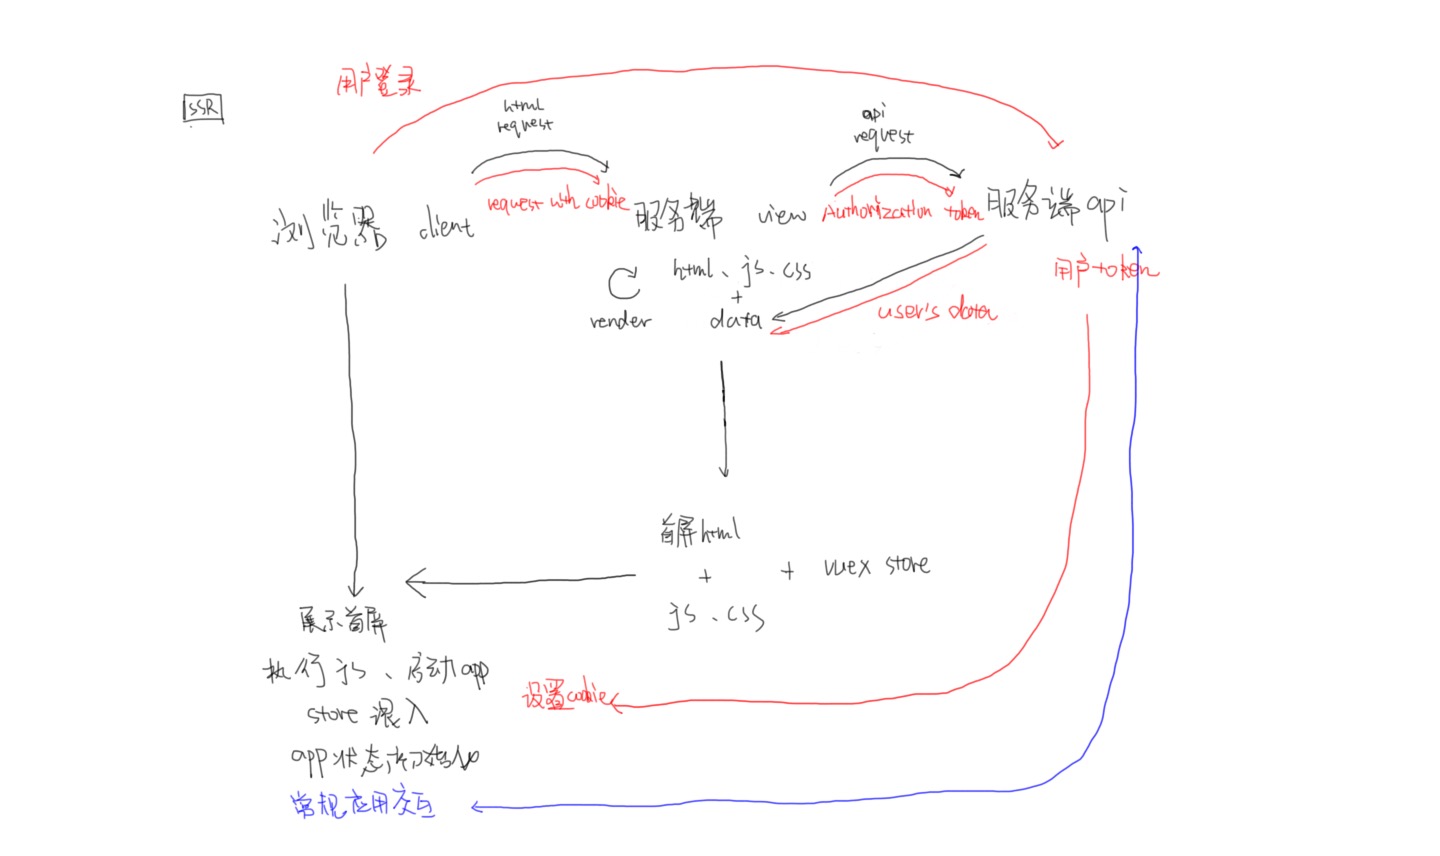 用户登录
SSR
html
request
api
request
request with cookie
Authorization token
浏览器 client
服务端 view
服务端 api
html、js、css
+
data
render
user's data
用户token
首屏html
+
js、css
+ vuex store
展示首屏
执行js、启动app
store 混入
app状态初始化
常规应用交互
设置cookie